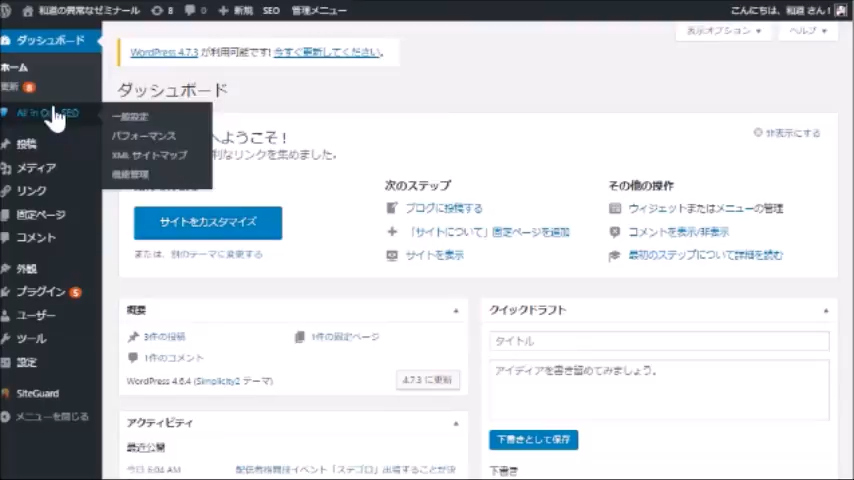 和道の異常なゼミナール 8 0 新規 SEO 管理メニュー こんにちは、和道 さん!
ダッシュボード
ホーム
更新 8
All in One SEO
一般設定
パフォーマンス
XML サイトマップ
機能管理
投稿
メディア
リンク
固定ページ
コメント
外観
プラグイン 5
ユーザー
ツール
設定
SiteGuard
メニューを閉じる
表示オプション ヘルプ
WordPress 4.7.3 が利用可能です! 今すぐ更新してください。
ダッシュボード
へようこそ!
利なリンクを集めました。
非表示にする
サイトをカスタマイズ
または、別のテーマに変更する
次のステップ
ブログに投稿する
「サイトについて」固定ページを追加
サイトを表示
その他の操作
ウィジェットまたはメニューの管理
コメントを表示/非表示
最初のステップについて詳細を読む
概要
3件の投稿 1件の固定ページ
1件のコメント
WordPress 4.6.4 (Simplicity2 テーマ) 4.7.3 に更新
アクティビティ
最近公開
今日 6:04 AM
クイックドラフト
タイトル
アイディアを書き留めてみましょう。
下書きとして保存
下書き